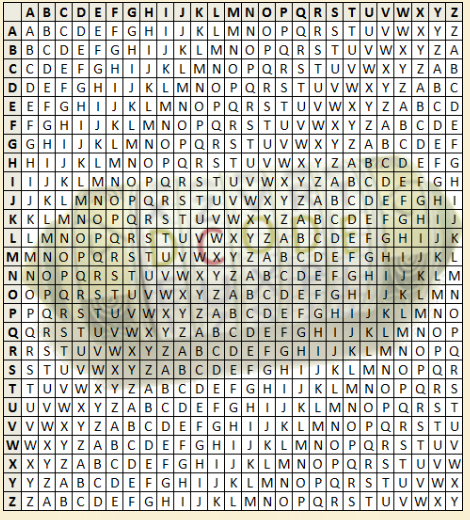 A B C D E F G H I J K L M N O P Q R S T U V W X Y Z
A A B C D E F G H I J K L M N O P Q R S T U V W X Y Z
B B C D E F G H I J K L M N O P Q R S T U V W X Y Z A
C C D E F G H I J K L M N O P Q R S T U V W X Y Z A B
D D E F G H I J K L M N O P Q R S T U V W X Y Z A B C
E E F G H I J K L M N O P Q R S T U V W X Y Z A B C D
F F G H I J K L M N O P Q R S T U V W X Y Z A B C D E
G G H I J K L M N O P Q R S T U V W X Y Z A B C D E F
H H I J K L M N O P Q R S T U V W X Y Z A B C D E F G
I I J K L M N O P Q R S T U V W X Y Z A B C D E F G H
J J K L M N O P Q R S T U V W X Y Z A B C D E F G H I
K K L M N O P Q R S T U V W X Y Z A B C D E F G H I J
L L M N O P Q R S T U V W X Y Z A B C D E F G H I J K
M M N O P Q R S T U V W X Y Z A B C D E F G H I J K L
N N O P Q R S T U V W X Y Z A B C D E F G H I J K L M
O O P Q R S T U V W X Y Z A B C D E F G H I J K L M N
P P Q R S T U V W X Y Z A B C D E F G H I J K L M N O
Q Q R S T U V W X Y Z A B C D E F G H I J K L M N O P
R R S T U V W X Y Z A B C D E F G H I J K L M N O P Q
S S T U V W X Y Z A B C D E F G H I J K L M N O P Q R
T T U V W X Y Z A B C D E F G H I J K L M N O P Q R S
U U V W X Y Z A B C D E F G H I J K L M N O P Q R S T
V V W X Y Z A B C D E F G H I J K L M N O P Q R S T U
W W X Y Z A B C D E F G H I J K L M N O P Q R S T U V
X X Y Z A B C D E F G H I J K L M N O P Q R S T U V W
Y Y Z A B C D E F G H I J K L M N O P Q R S T U V W X
Z Z A B C D E F G H I J K L M N O P Q R S T U V W X Y